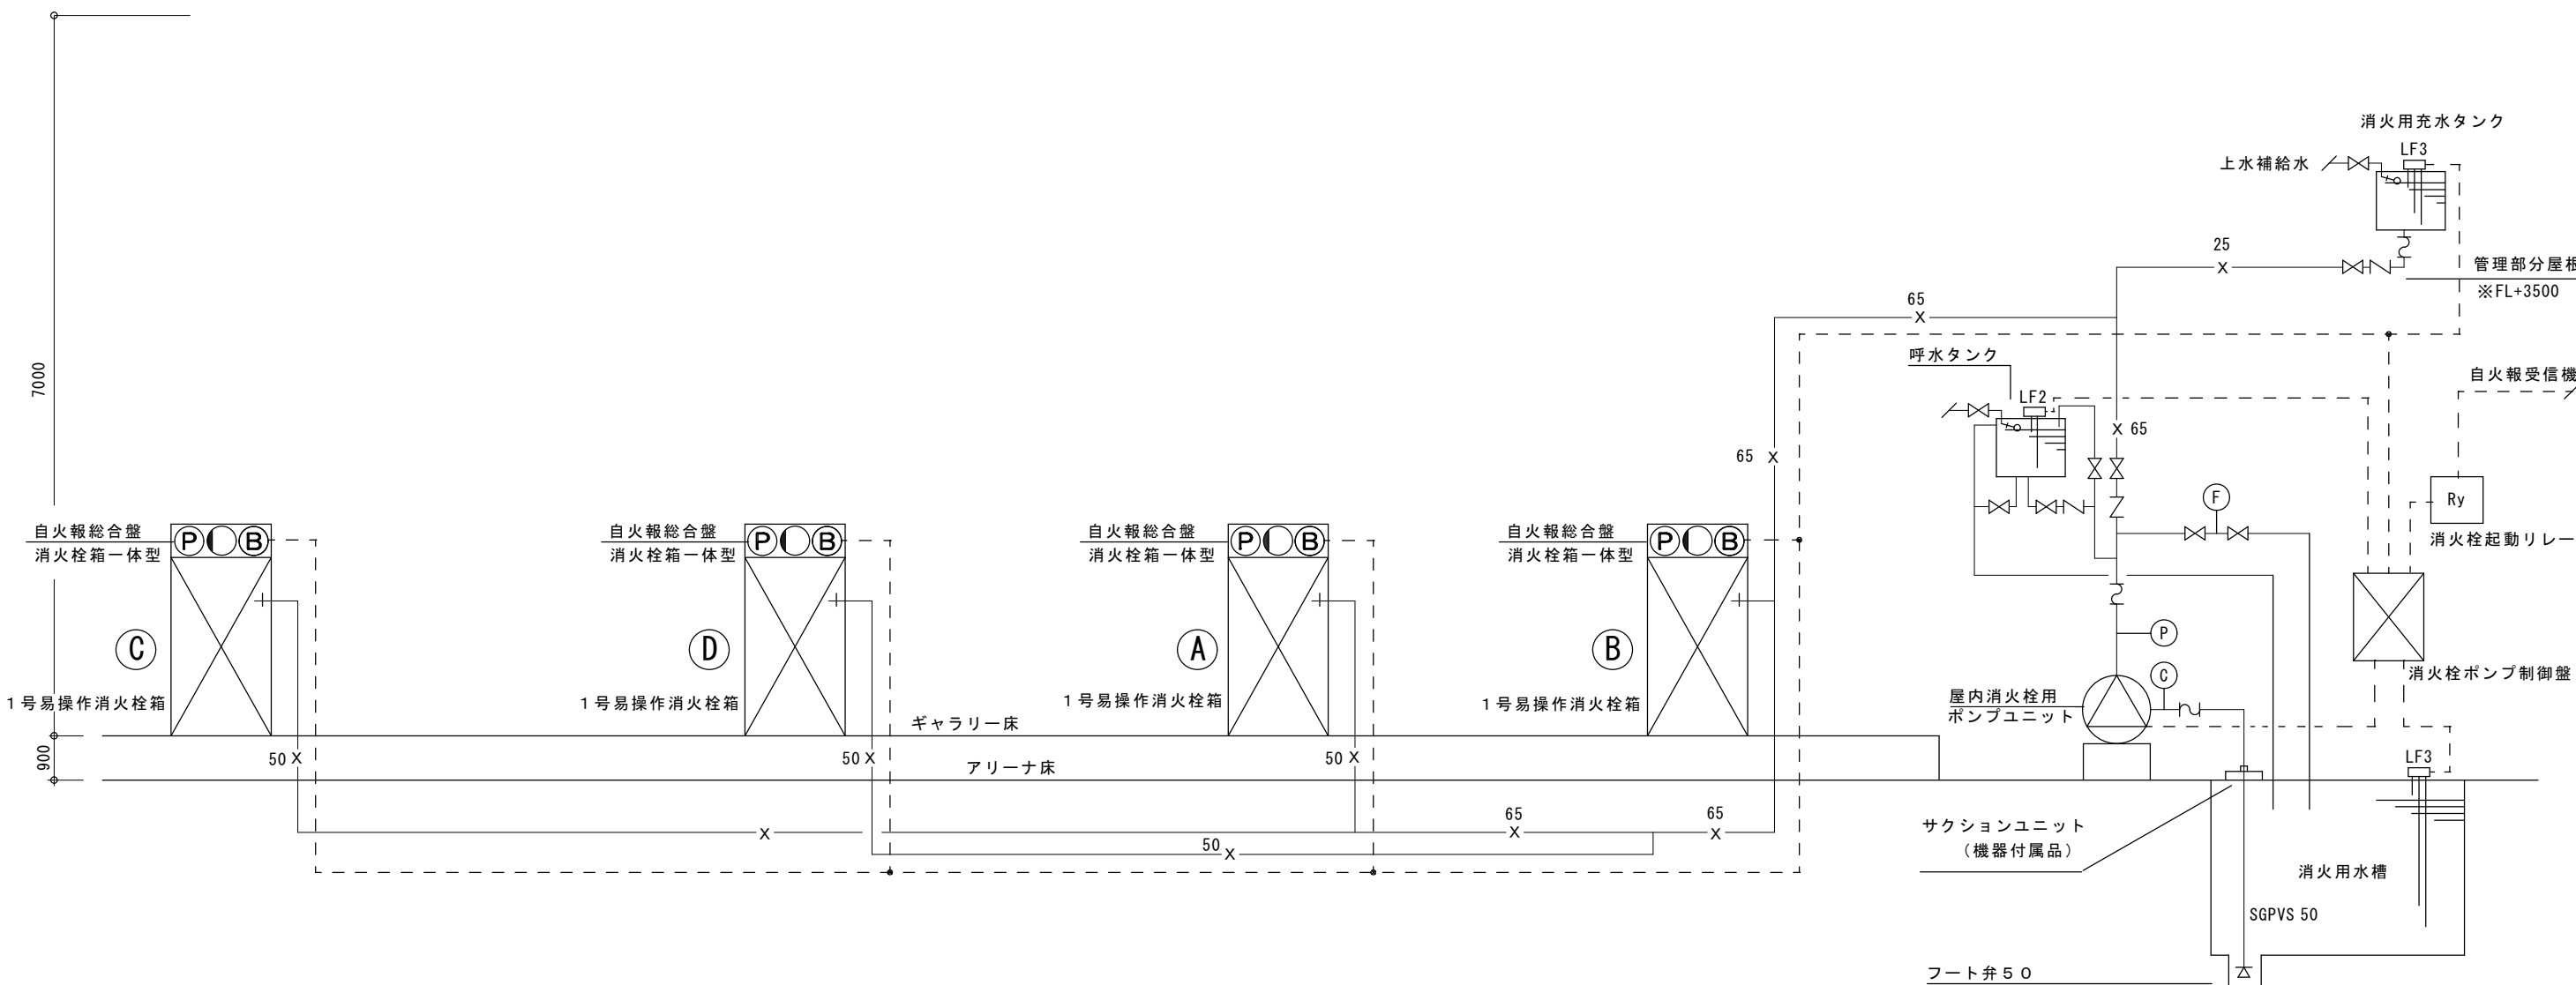 消火用充水タンク
LF3
上水補給水
25
X
管理部分屋根
※FL+3500
65
X
呼水タンク
LF2
自火報受信機
7000
X 65
65 X
F
Ry
消火栓起動リレー
自火報総合盤
消火栓箱一体型
P B
自火報総合盤
消火栓箱一体型
P B
自火報総合盤
消火栓箱一体型
P B
自火報総合盤
消火栓箱一体型
P B
C
D
A
B
P
C
消火栓ポンプ制御盤
1号易操作消火栓箱
1号易操作消火栓箱
1号易操作消火栓箱
1号易操作消火栓箱
屋内消火栓用
ポンプユニット
ギャラリー床
900
50 X
50 X
50 X
アリーナ床
LF3
X
65
X
65
X
50 X
サクションユニット
(機器付属品)
消火用水槽
SGPVS 50
フート弁50